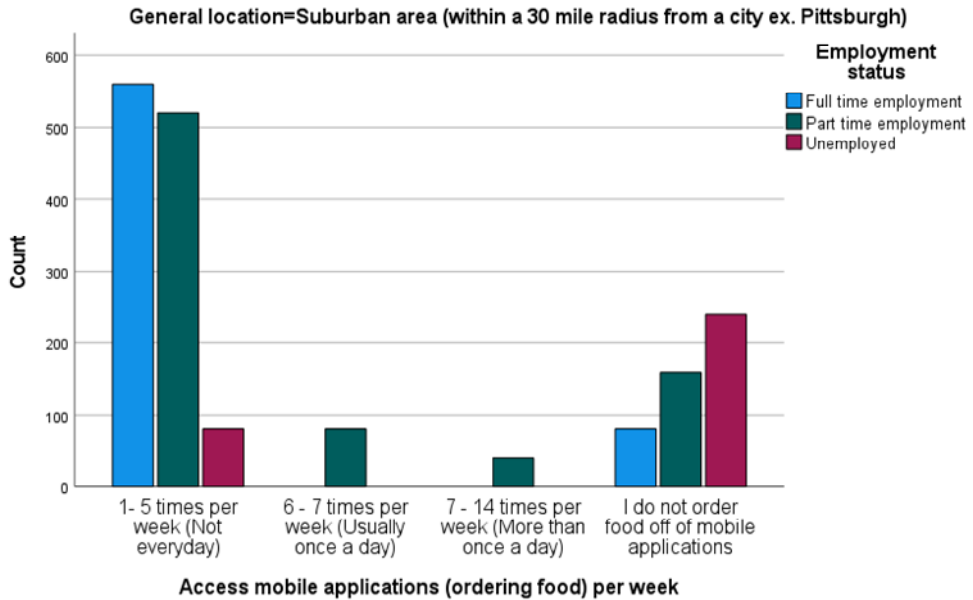 General location=Suburban area (within a 30 mile radius from a city ex. Pittsburgh)
Employment
status
Full time employment
Part time employment
Unemployed
Count
600
500
400
300
200
100
0
1- 5 times per
week (Not
everyday)
6 - 7 times per
week (Usually
once a day)
7 - 14 times per
week (More than
once a day)
I do not order
food off of mobile
applications
Access mobile applications (ordering food) per week